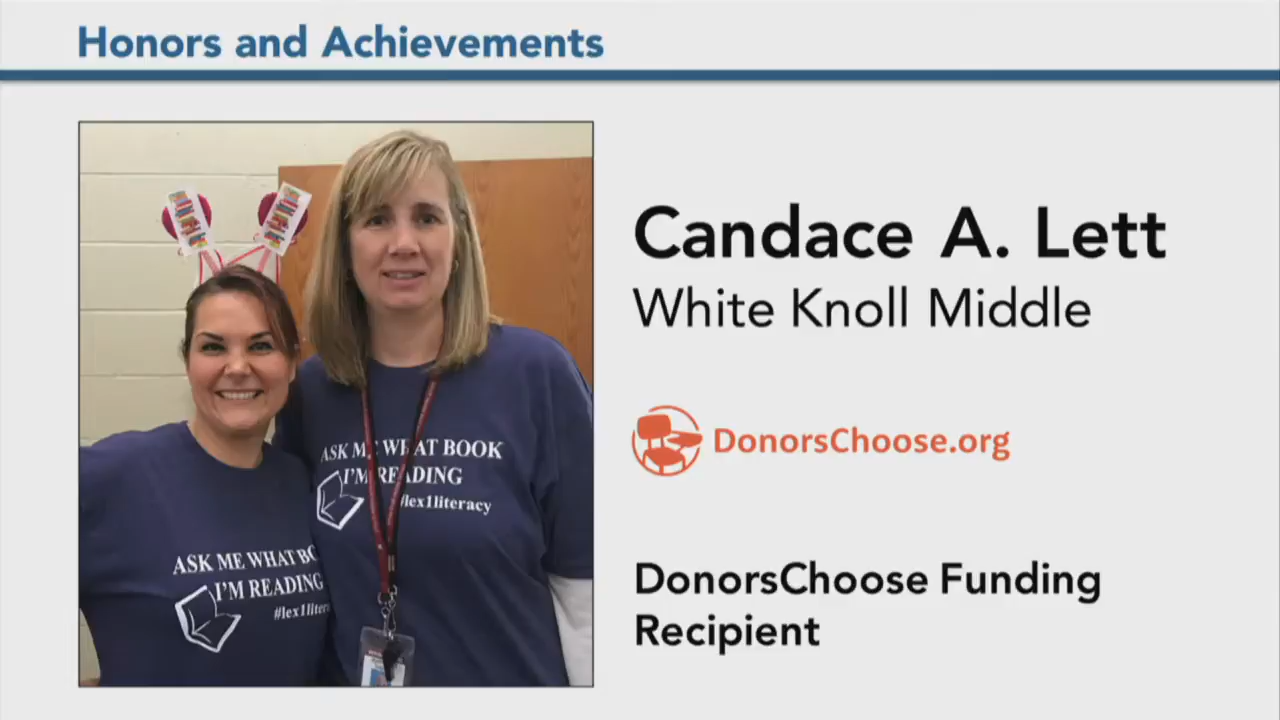 Honors and Achievements
Candace A. Lett
White Knoll Middle
DonorsChoose.org
DonorsChoose Funding
Recipient
ASK ME WHAT BOOK
I'M READING
#lex1literacy
ASK ME WHAT BO
I'M READING
#lex1litera